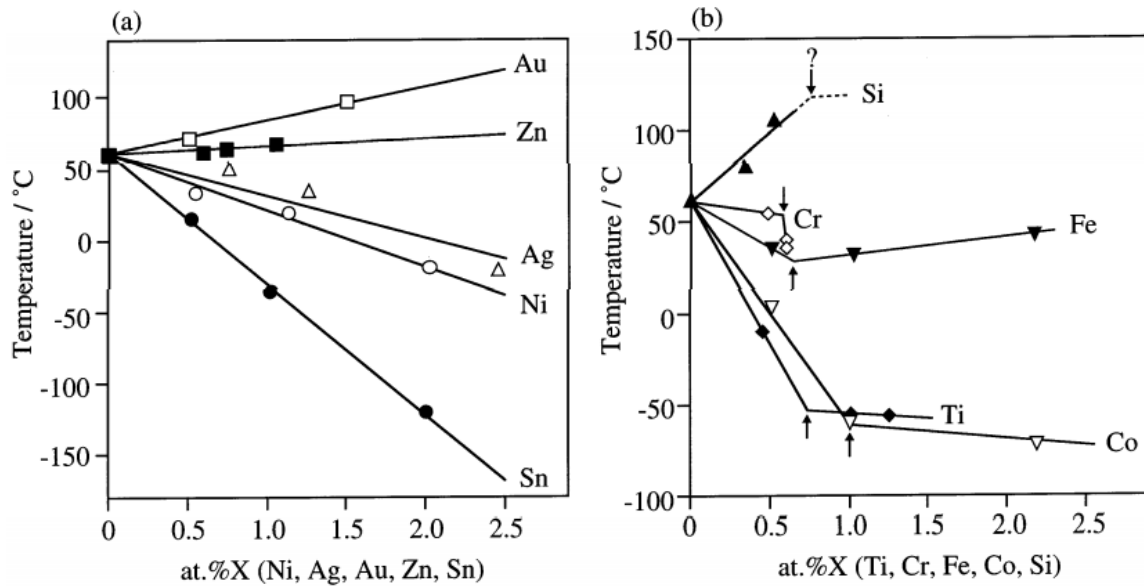 (a)
Temperature / ˚C
100
50
0
-50
-100
-150
Au
Zn
Ag
Ni
Sn
0 0.5 1.0 1.5 2.0 2.5
at.%X (Ni, Ag, Au, Zn, Sn)
(b)
Temperature / ˚C
150
100
50
0
-50
-100
?
Si
Cr
Fe
Ti
Co
0 0.5 1.0 1.5 2.0 2.5
at.%X (Ti, Cr, Fe, Co, Si)